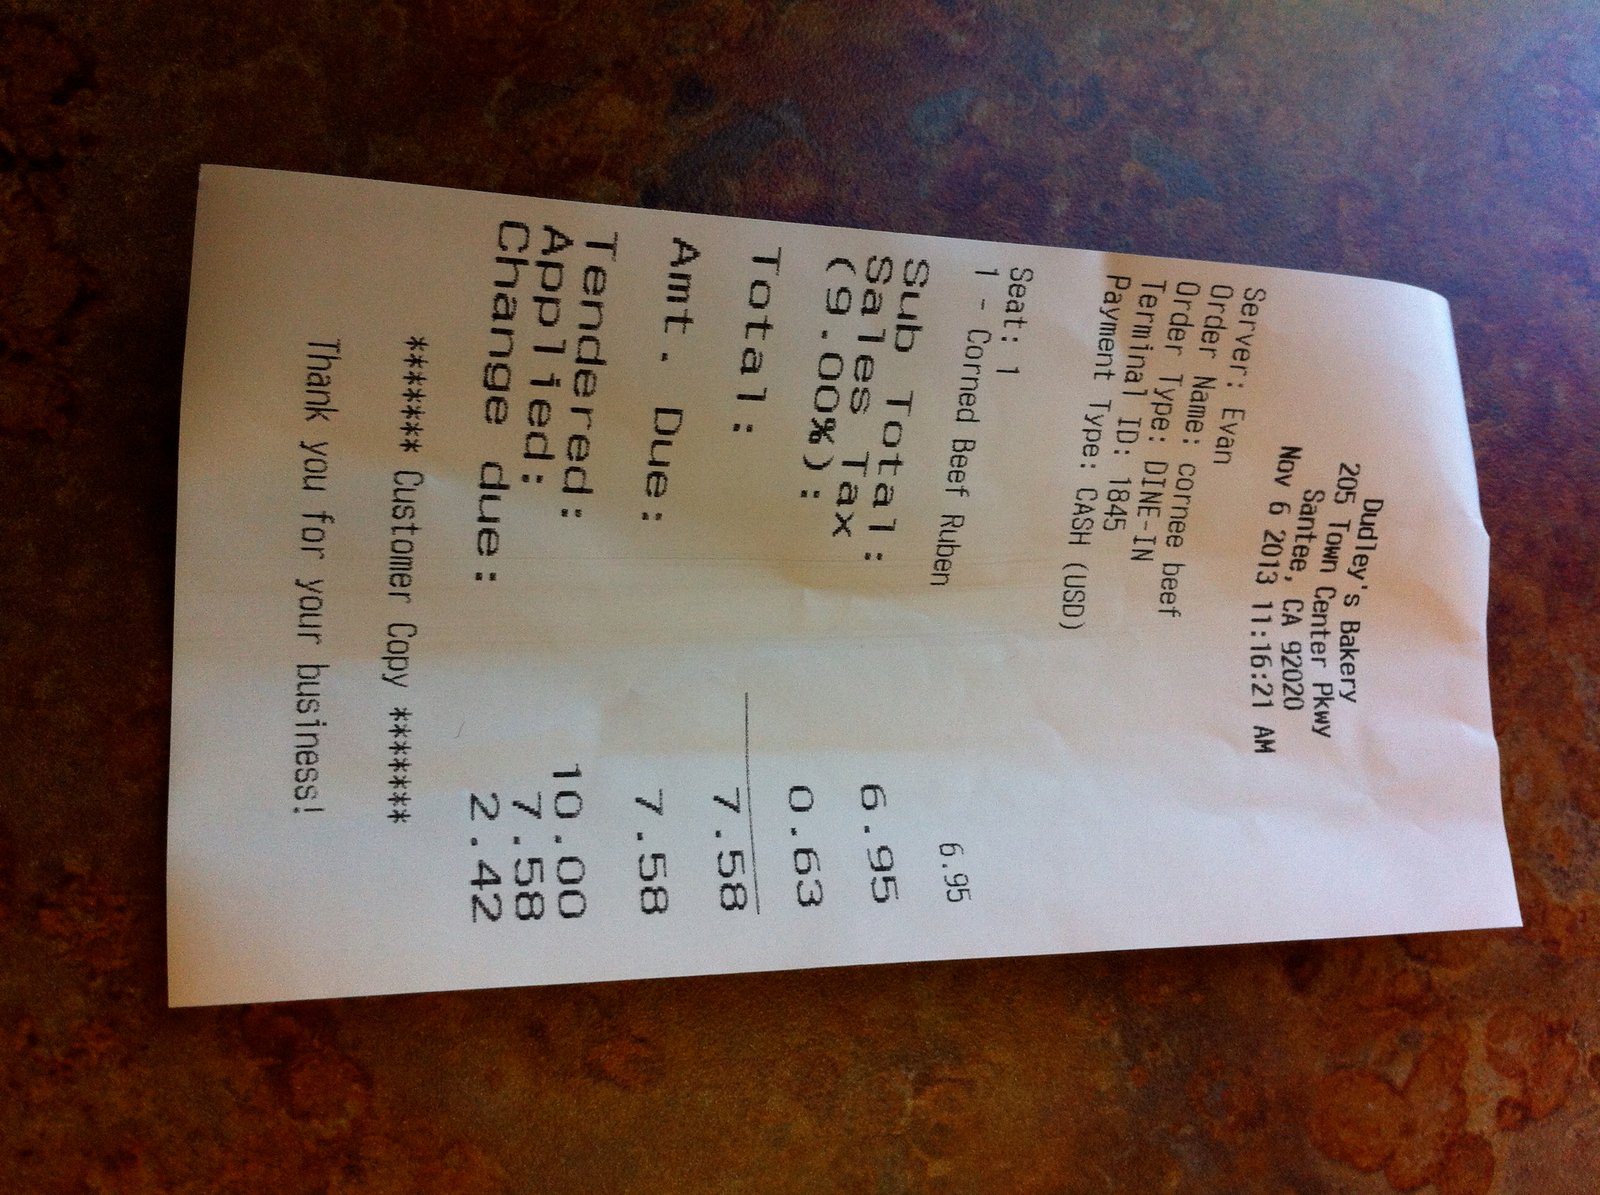 Dudley's Bakery
205 Town Center Pkwy
Santee, CA 92020
Nov 6 2013 11:16:21 AM
Server: Evan
Order Name: cornee beef
Order Type: DINE-IN
Terminal ID: 1845
Payment Type: CASH (USD)
Seat: 1
1 - Corned Beef Ruben 6.95
Sub Total: 6.95
Sales Tax
(9.00%): 0.63
Total: 7.58
Amt. Due: 7.58
Tendered: 10.00
Applied: 7.58
Change due: 2.42
****** Customer Copy ******
Thank you for your business!